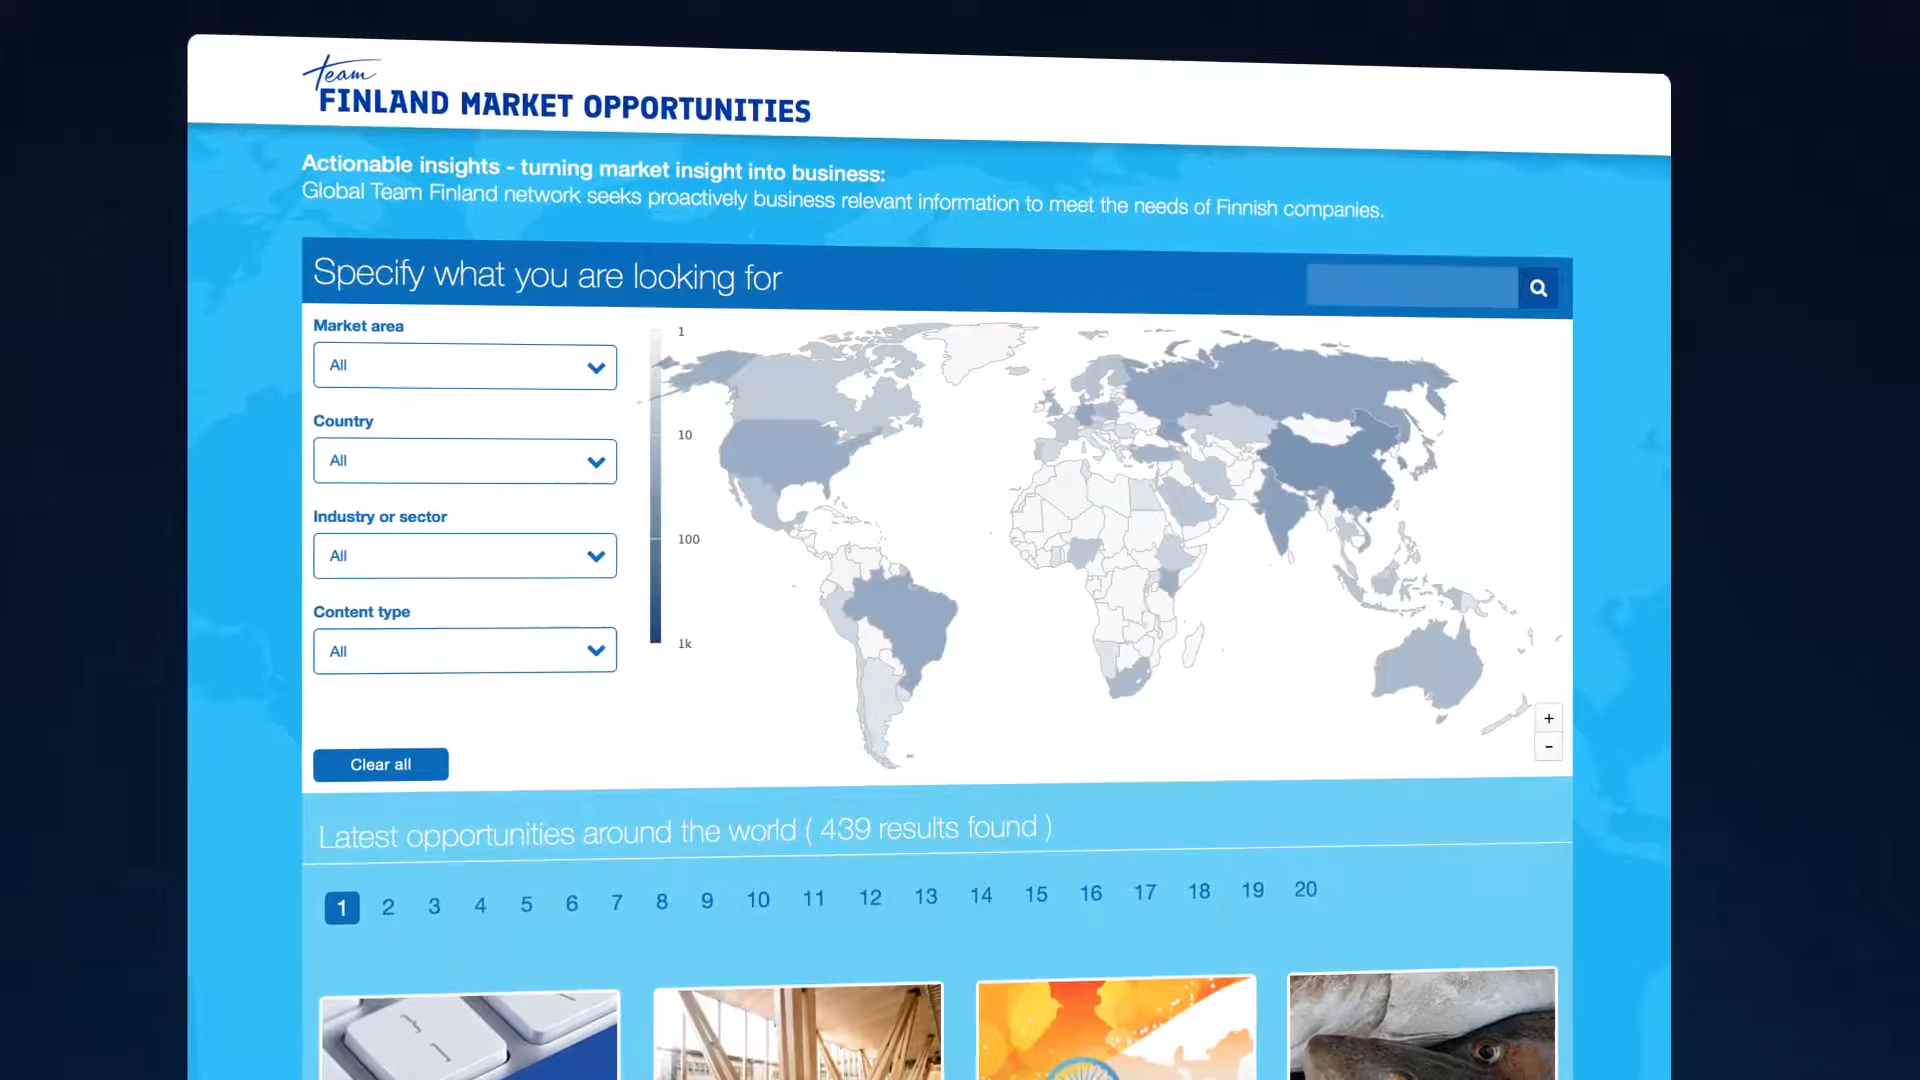 Team
FINLAND MARKET OPPORTUNITIES
Actionable insights - turning market insight into business:
Global Team Finland network seeks proactively business relevant information to meet the needs of Finnish companies.
Specify what you are looking for
Market area
All
Country
All
Industry or sector
All
Content type
All
Clear all
1
10
100
1k
+
-
Latest opportunities around the world ( 439 results found )
1 2 3 4 5 6 7 8 9 10 11 12 13 14 15 16 17 18 19 20